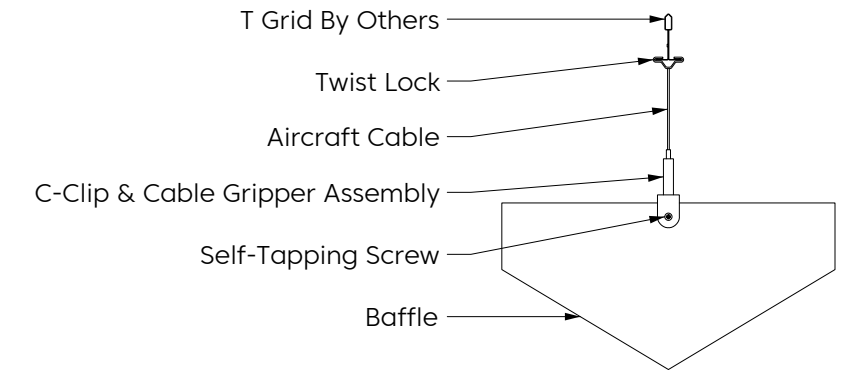 T Grid By Others
Twist Lock
Aircraft Cable
C-Clip & Cable Gripper Assembly
Self-Tapping Screw
Baffle